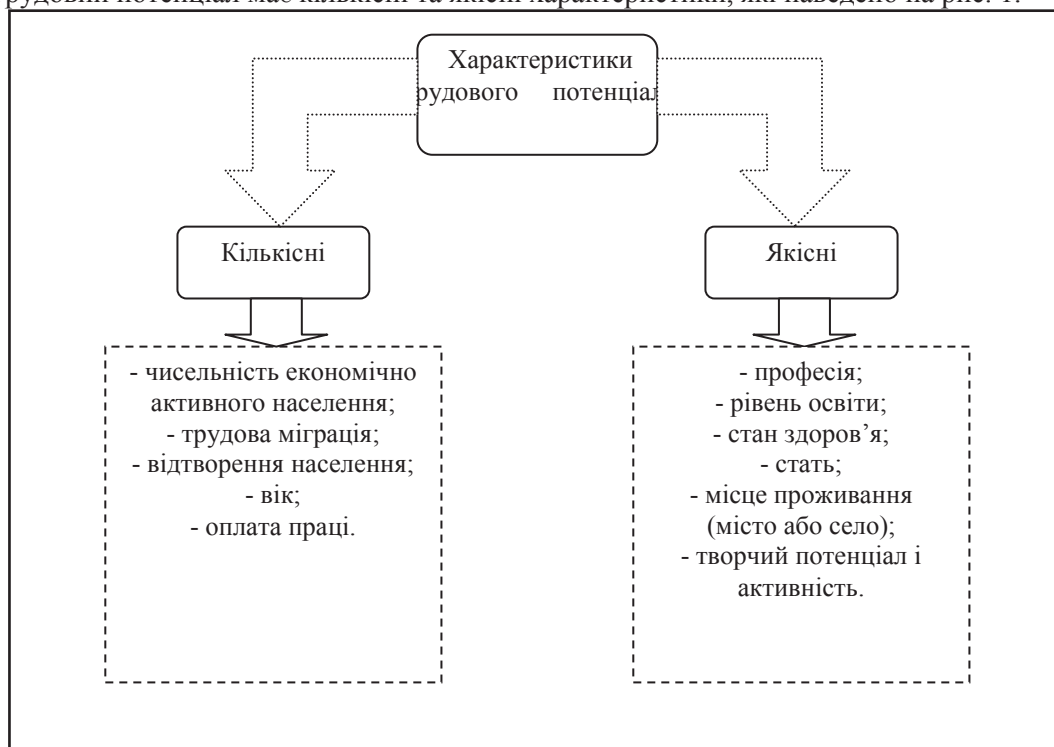 рудовий потенціал має кількісні та якісні характеристики, які наведено на рис. 1.
Характеристики
рудового потенціал
Кількісні
Якісні
- чисельність економічно
активного населення;
- трудова міграція;
- відтворення населення;
- вік;
- оплата праці.
- професія;
- рівень освіти;
- стан здоров’я;
- стать;
- місце проживання
(місто або село);
- творчий потенціал і
активність.